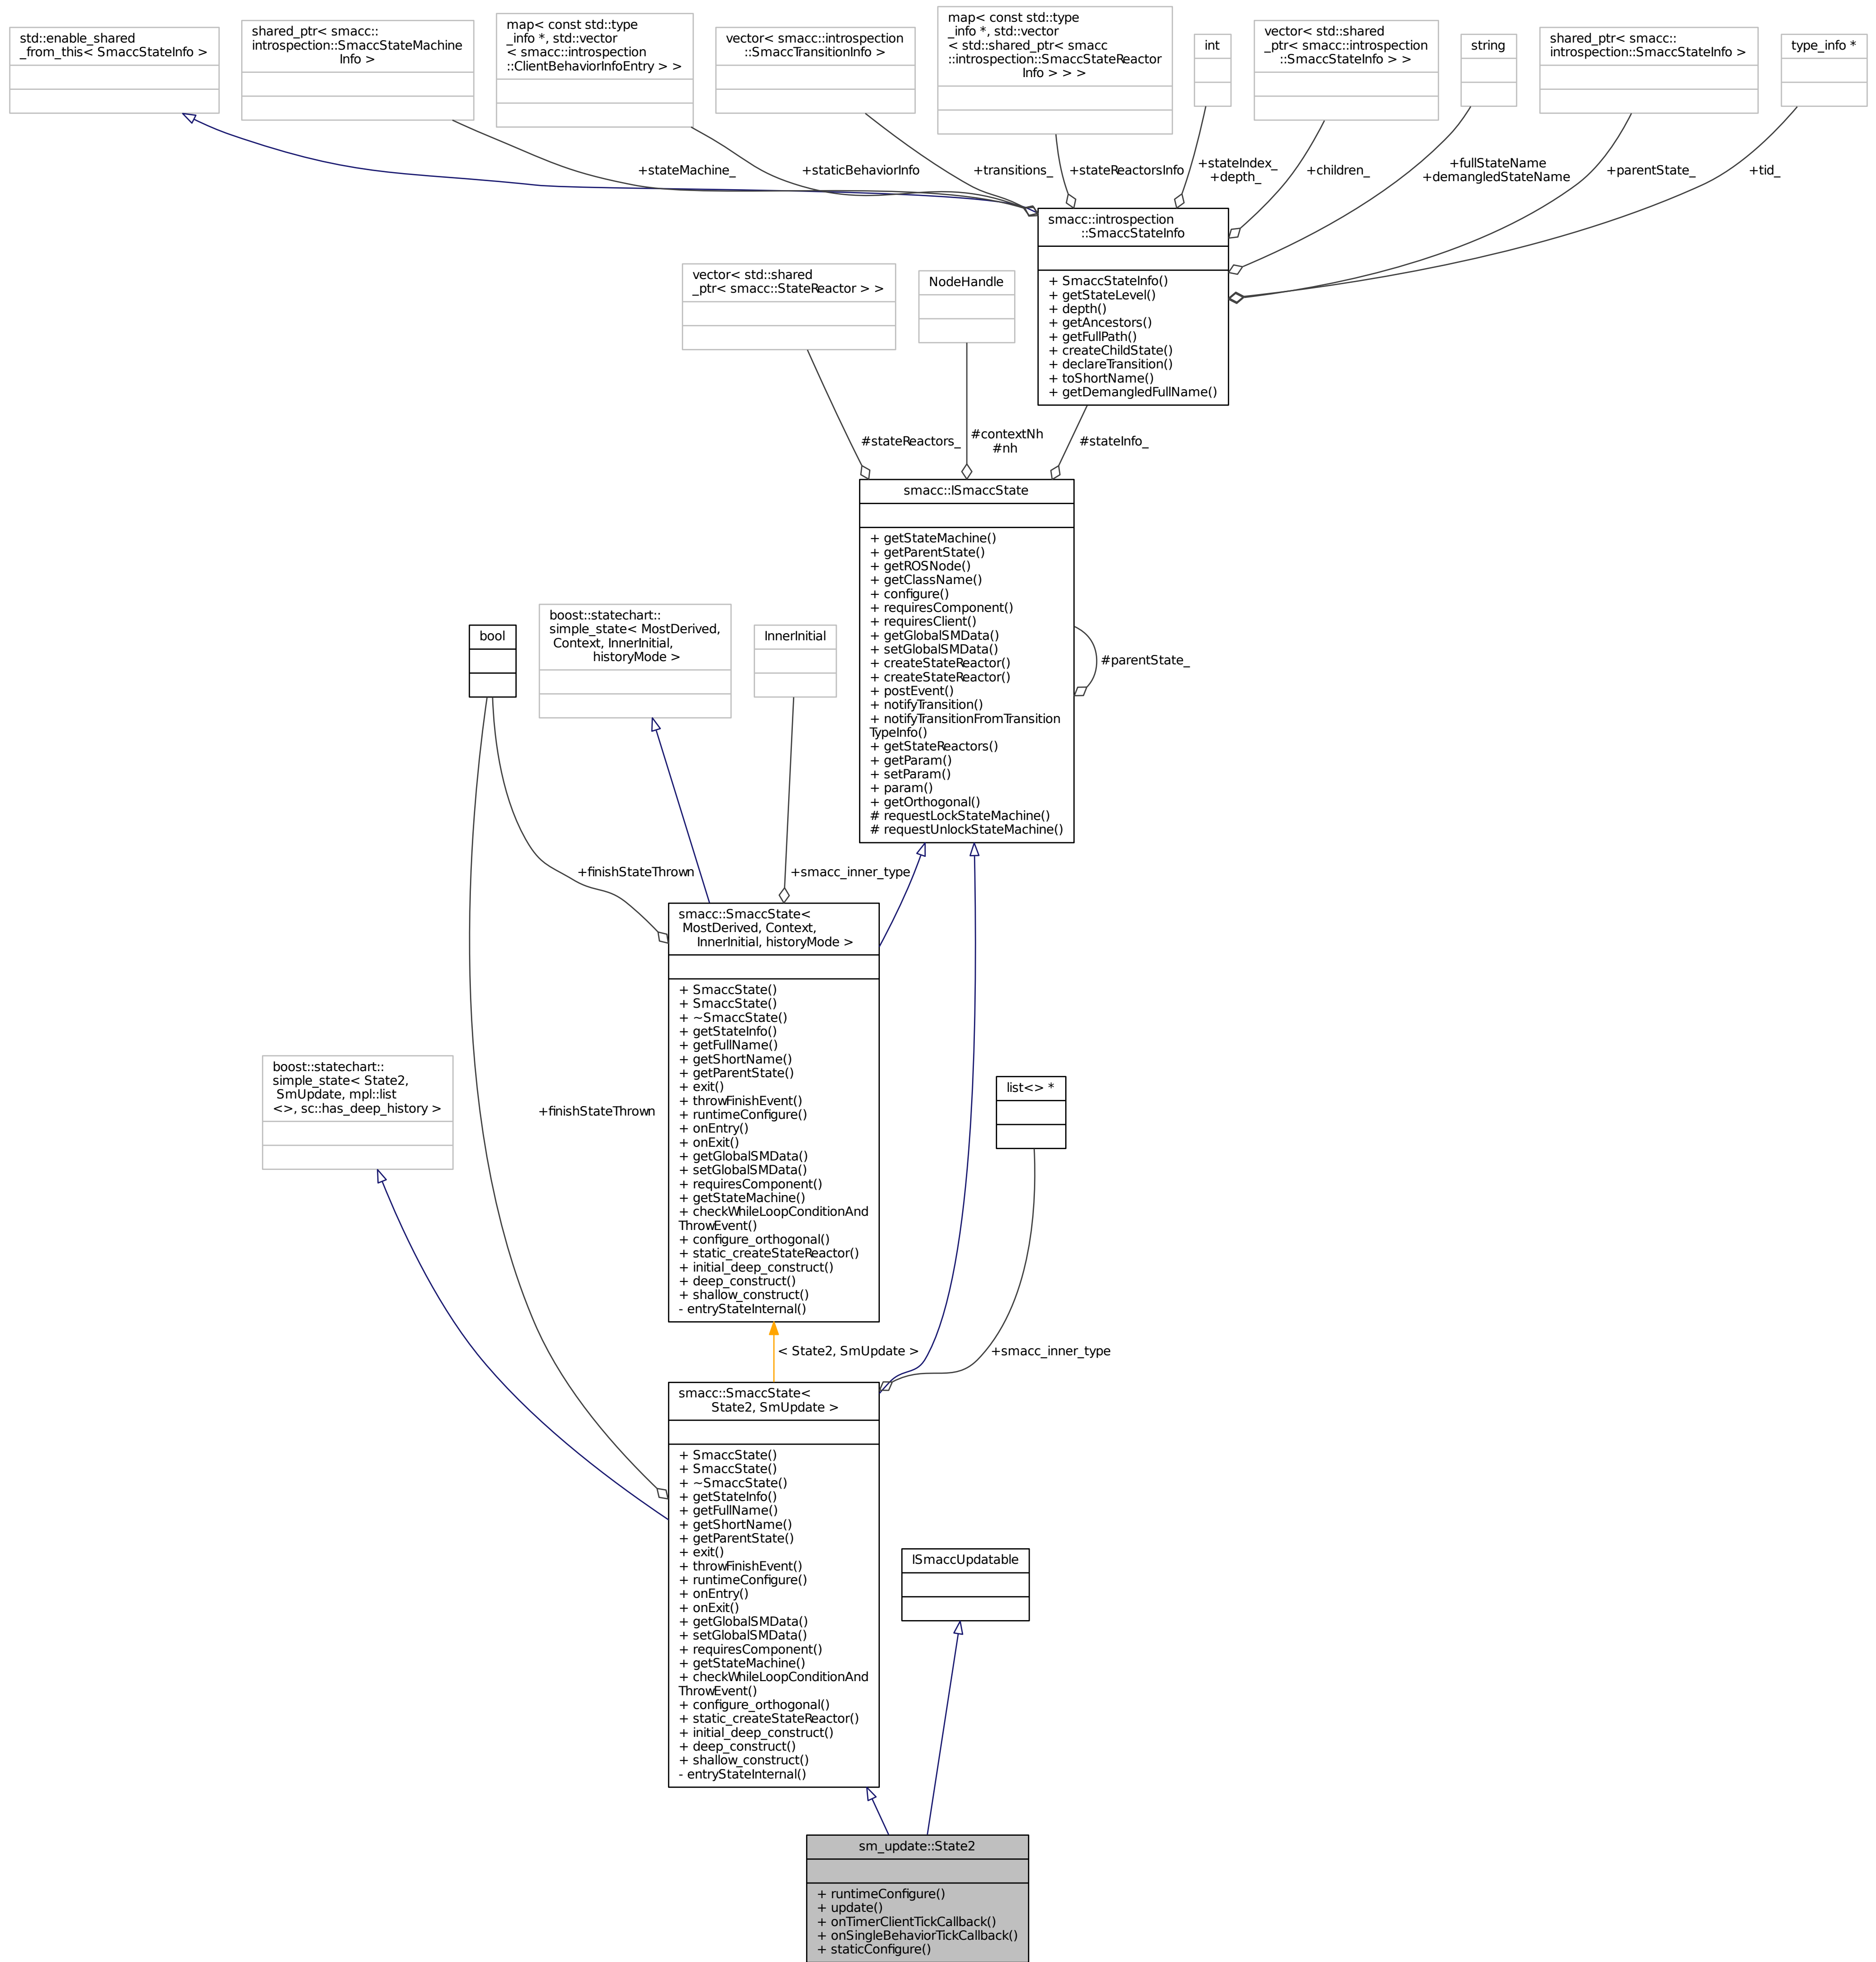 std::enable_shared
_from_this< SmaccStateInfo >
shared_ptr< smacc::
introspection::SmaccStateMachine
Info >
map< const std::type
_info *, std::vector
< smacc::introspection
::ClientBehaviorInfoEntry > >
vector< smacc::introspection
::SmaccTransitionInfo >
map< const std::type
_info *, std::vector
< std::shared_ptr< smacc
::introspection::SmaccStateReactor
Info > > >
int
vector< std::shared
_ptr< smacc::introspection
::SmaccStateInfo > >
string
shared_ptr< smacc::
introspection::SmaccStateInfo >
type_info *
+stateMachine_
+staticBehaviorInfo
+transitions_
+stateReactorsInfo
+stateIndex_
+depth_
+children_
+fullStateName
+demangledStateName
+parentState_
+tid_
smacc::introspection
::SmaccStateInfo
+ SmaccStateInfo()
+ getStateLevel()
+ depth()
+ getAncestors()
+ getFullPath()
+ createChildState()
+ declareTransition()
+ toShortName()
+ getDemangledFullName()
vector< std::shared
_ptr< smacc::StateReactor > >
NodeHandle
#stateReactors_
#contextNh
#nh
#stateInfo_
smacc::ISmaccState
+ getStateMachine()
+ getParentState()
+ getROSNode()
+ getClassName()
+ configure()
+ requiresComponent()
+ requiresClient()
+ getGlobalSMData()
+ setGlobalSMData()
+ createStateReactor()
+ createStateReactor()
+ postEvent()
+ notifyTransition()
+ notifyTransitionFromTransition
TypeInfo()
+ getStateReactors()
+ getParam()
+ setParam()
+ param()
+ getOrthogonal()
# requestLockStateMachine()
# requestUnlockStateMachine()
#parentState_
bool
boost::statechart::
simple_state< MostDerived,
Context, InnerInitial,
historyMode >
InnerInitial
+finishStateThrown
+smacc_inner_type
smacc::SmaccState<
MostDerived, Context,
InnerInitial, historyMode >
+ SmaccState()
+ SmaccState()
+ ~SmaccState()
+ getStateInfo()
+ getFullName()
+ getShortName()
+ getParentState()
+ exit()
+ throwFinishEvent()
+ runtimeConfigure()
+ onEntry()
+ onExit()
+ getGlobalSMData()
+ setGlobalSMData()
+ requiresComponent()
+ getStateMachine()
+ checkWhileLoopConditionAnd
ThrowEvent()
+ configure_orthogonal()
+ static_createStateReactor()
+ initial_deep_construct()
+ deep_construct()
+ shallow_construct()
- entryStateInternal()
boost::statechart::
simple_state< State2,
SmUpdate, mpl::list
<>, sc::has_deep_history >
+finishStateThrown
list<> *
< State2, SmUpdate >
+smacc_inner_type
smacc::SmaccState<
State2, SmUpdate >
+ SmaccState()
+ SmaccState()
+ ~SmaccState()
+ getStateInfo()
+ getFullName()
+ getShortName()
+ getParentState()
+ exit()
+ throwFinishEvent()
+ runtimeConfigure()
+ onEntry()
+ onExit()
+ getGlobalSMData()
+ setGlobalSMData()
+ requiresComponent()
+ getStateMachine()
+ checkWhileLoopConditionAnd
ThrowEvent()
+ configure_orthogonal()
+ static_createStateReactor()
+ initial_deep_construct()
+ deep_construct()
+ shallow_construct()
- entryStateInternal()
ISmaccUpdatable
sm_update::State2
+ runtimeConfigure()
+ update()
+ onTimerClientTickCallback()
+ onSingleBehaviorTickCallback()
+ staticConfigure()